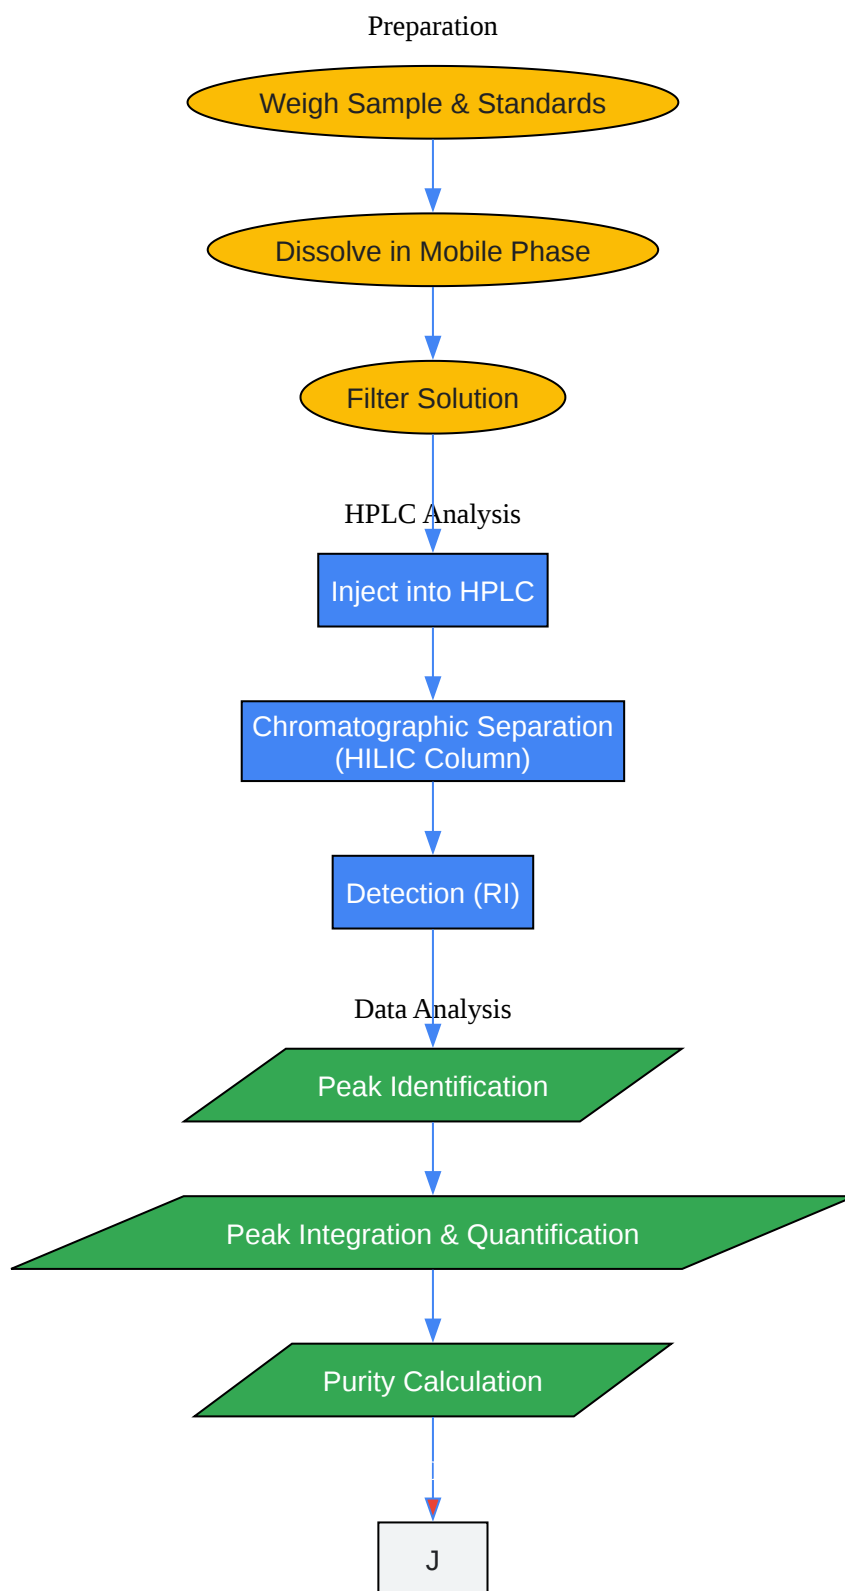 Preparation
Weigh Sample & Standards
Dissolve in Mobile Phase
Filter Solution
HPLC Analysis
Inject into HPLC
Chromatographic Separation
(HILIC Column)
Detection (RI)
Data Analysis
Peak Identification
Peak Integration & Quantification
Purity Calculation
J